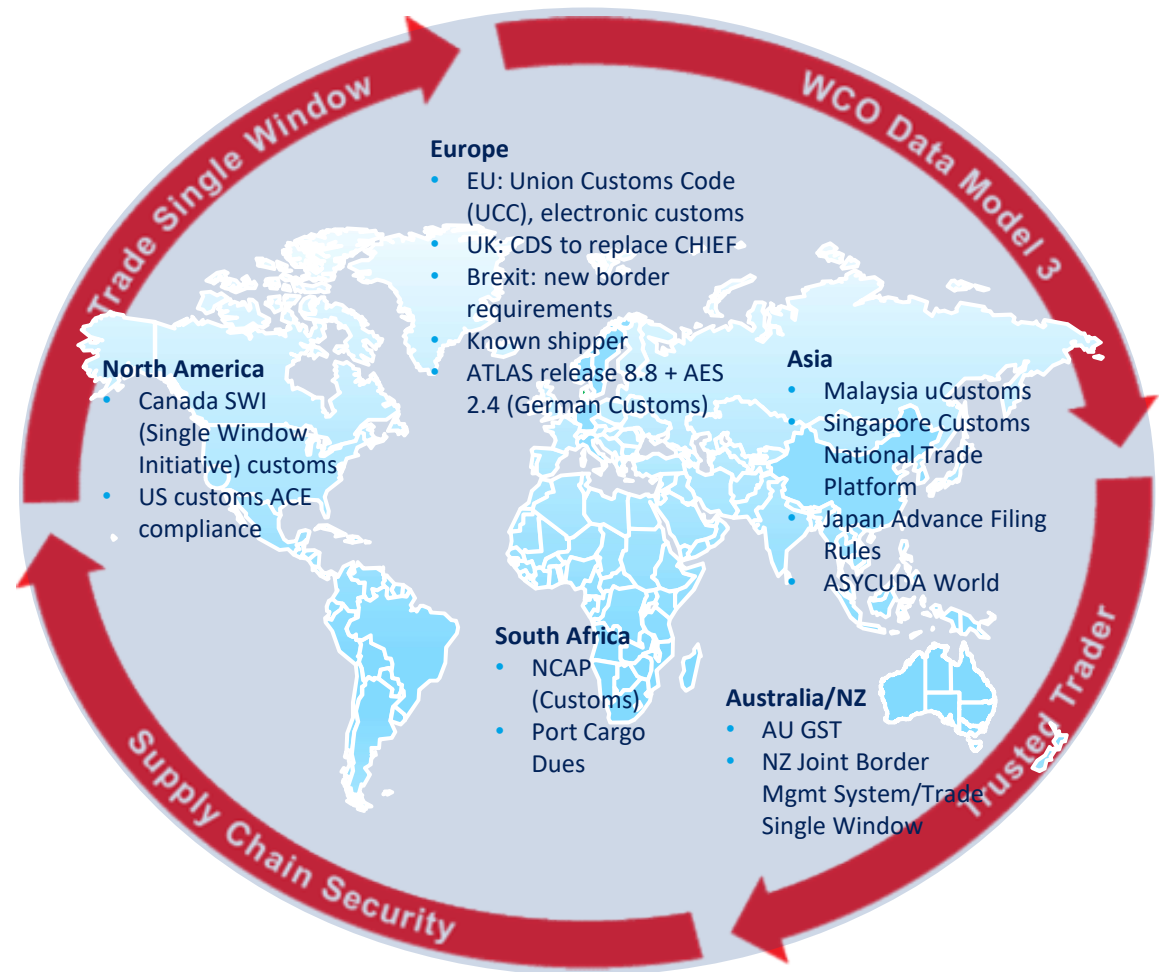 Trade Single Window
WCO Data Model 3
Europe
• EU: Union Customs Code
(UCC), electronic customs
• UK: CDS to replace CHIEF
• Brexit: new border
requirements
• Known shipper
• ATLAS release 8.8 + AES
2.4 (German Customs)
North America
• Canada SWI
(Single Window
Initiative) customs
• US customs ACE
compliance
Asia
• Malaysia uCustoms
• Singapore Customs
National Trade
Platform
• Japan Advance Filing
Rules
• ASYCUDA World
South Africa
• NCAP
(Customs)
• Port Cargo
Dues
Australia/NZ
• AU GST
• NZ Joint Border
Mgmt System/Trade
Single Window
Trusted Trader
Supply Chain Security